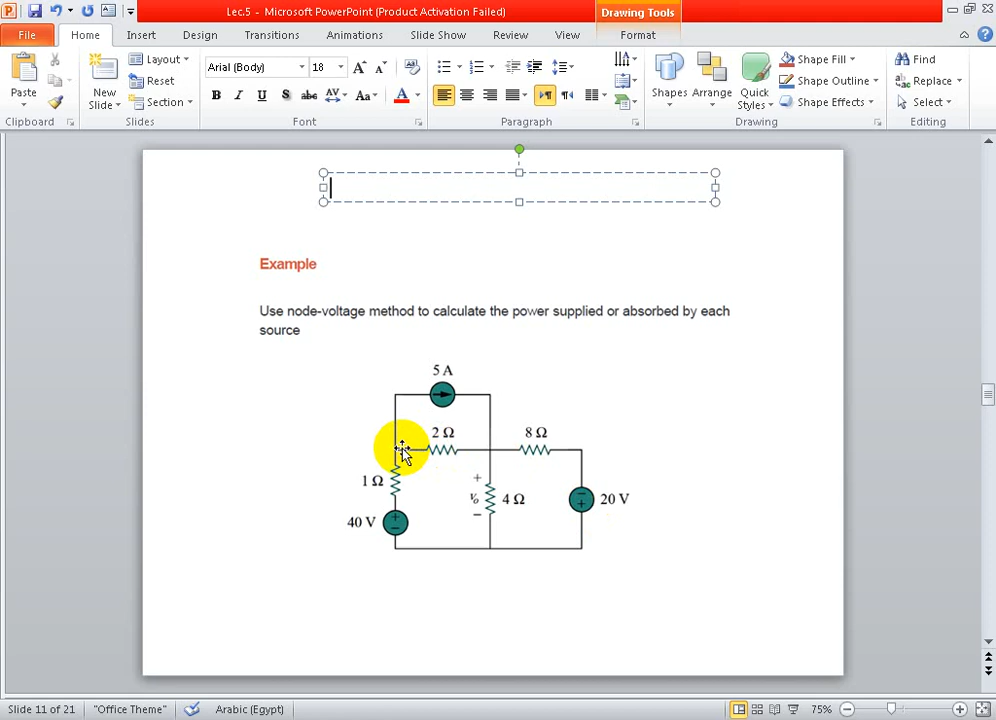 Lec.5 - Microsoft PowerPoint (Product Activation Failed)
Drawing Tools
File Home Insert Design Transitions Animations Slide Show Review View Format
Paste
New Slide
Layout
Reset
Section
Arial (Body) 18
B I U S abc AV Aa A
Shapes Arrange Quick Styles
Shape Fill
Shape Outline
Shape Effects
Find
Replace
Select
Clipboard Slides Font Paragraph Drawing Editing
Example
Use node-voltage method to calculate the power supplied or absorbed by each
source
5 A
2 Ω 8 Ω
+
1 Ω vo 4 Ω 20 V
−
40 V
Slide 11 of 21 "Office Theme" Arabic (Egypt) 75%